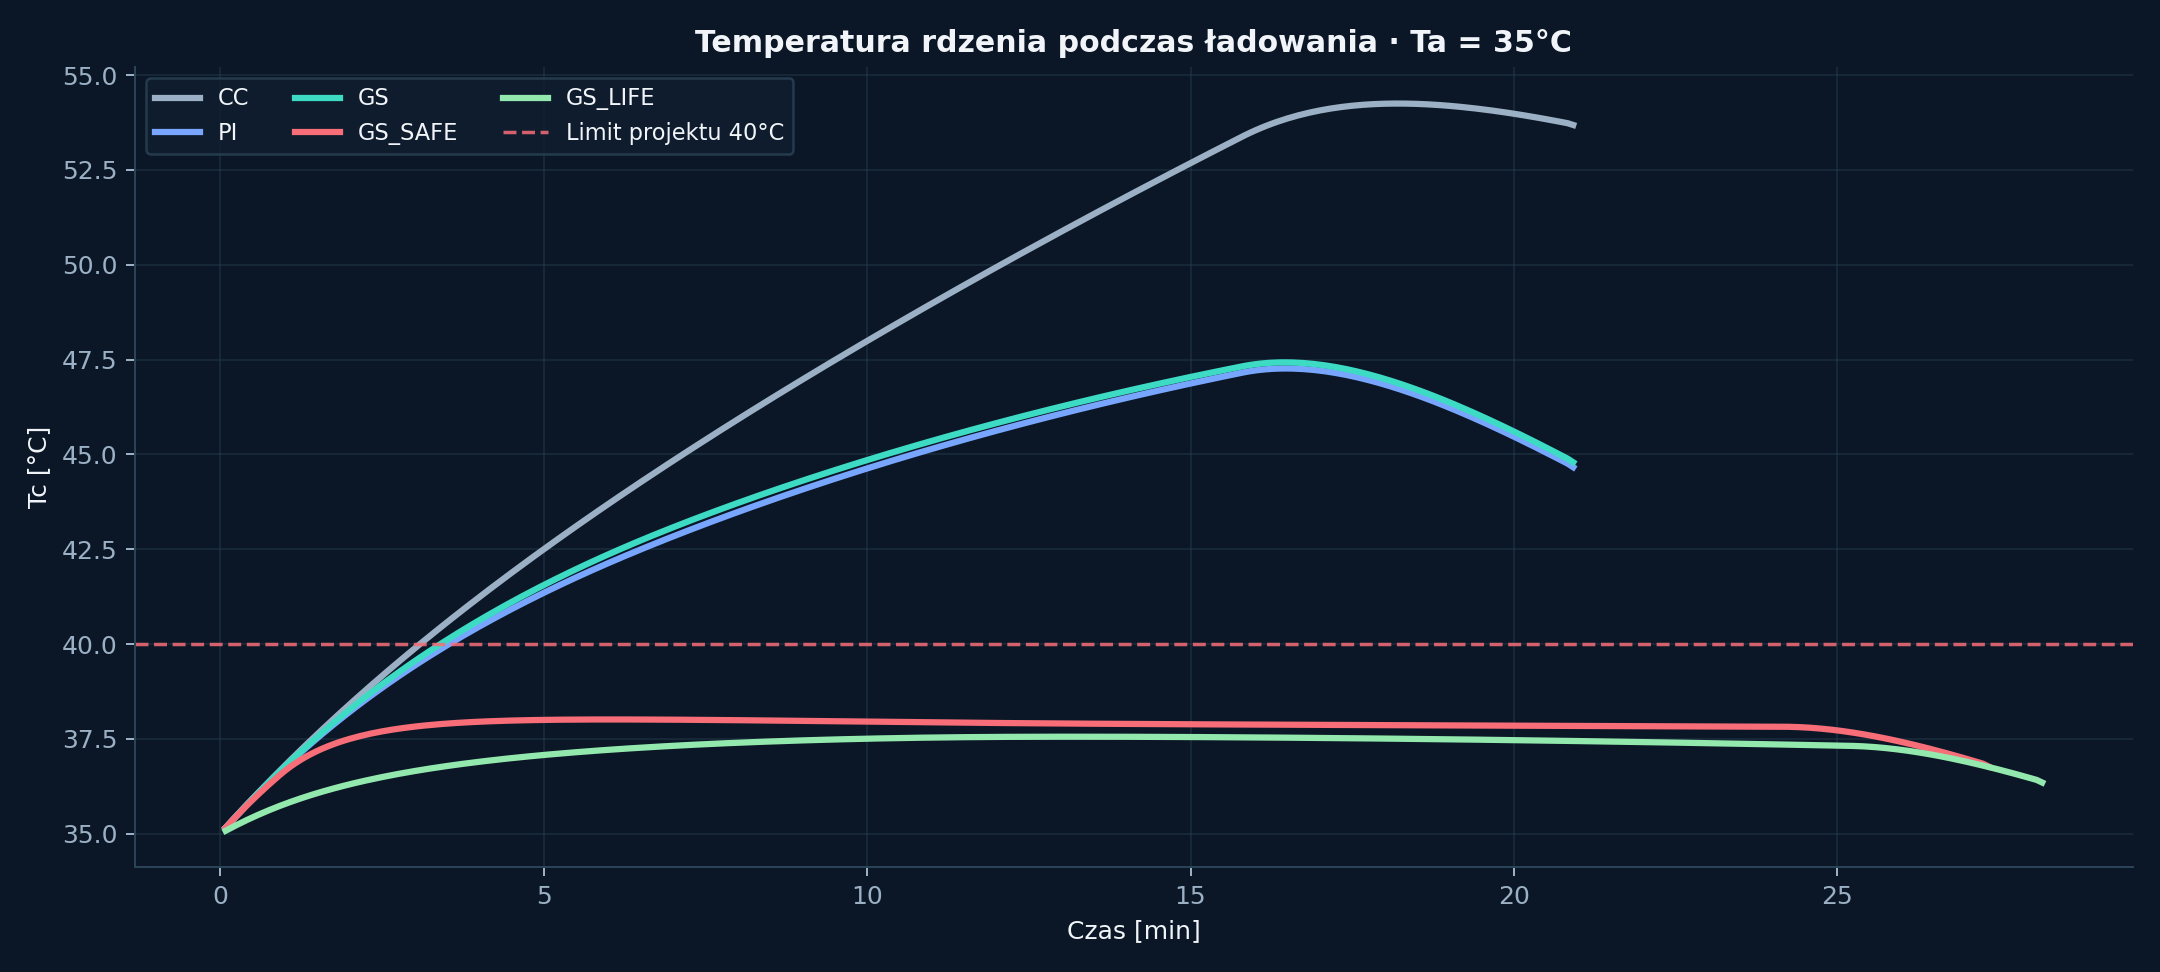 Temperatura rdzenia podczas ładowania · Ta = 35°C
CC
GS
GS_LIFE
PI
GS_SAFE
Limit projektu 40°C
Tc [°C]
55.0
52.5
50.0
47.5
45.0
42.5
40.0
37.5
35.0
0
5
10
15
20
25
Czas [min]